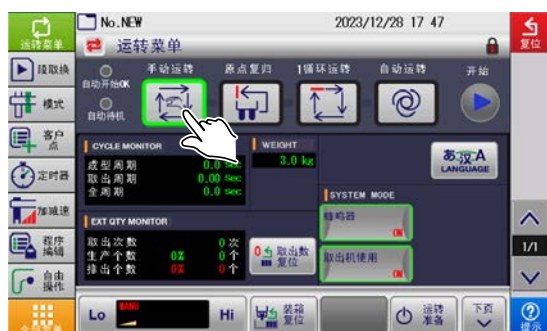 No.NEW 2023/12/28 17 47
运转菜单 运转菜单 复位
手动运转 原点复归 1循环运转 自动运转 开始
自动开始OK
自动待机
段取换
模式
客户点
定时器
加减速
程序编辑
自由操作
CYCLE MONITOR
成型周期 0.0 sec
取出周期 0.00 sec
全周期 0.0 sec
WEIGHT
3.0 kg
あ汉A
LANGUAGE
SYSTEM MODE
蜂鸣器
ON
取出机使用
ON
EXT QTY MONITOR
取出次数 0 次
生产个数 0% 0 个
排出个数 0% 0 个
0 取出数复位
1/1
Lo Hi
装箱复位
运转准备
下页
提示